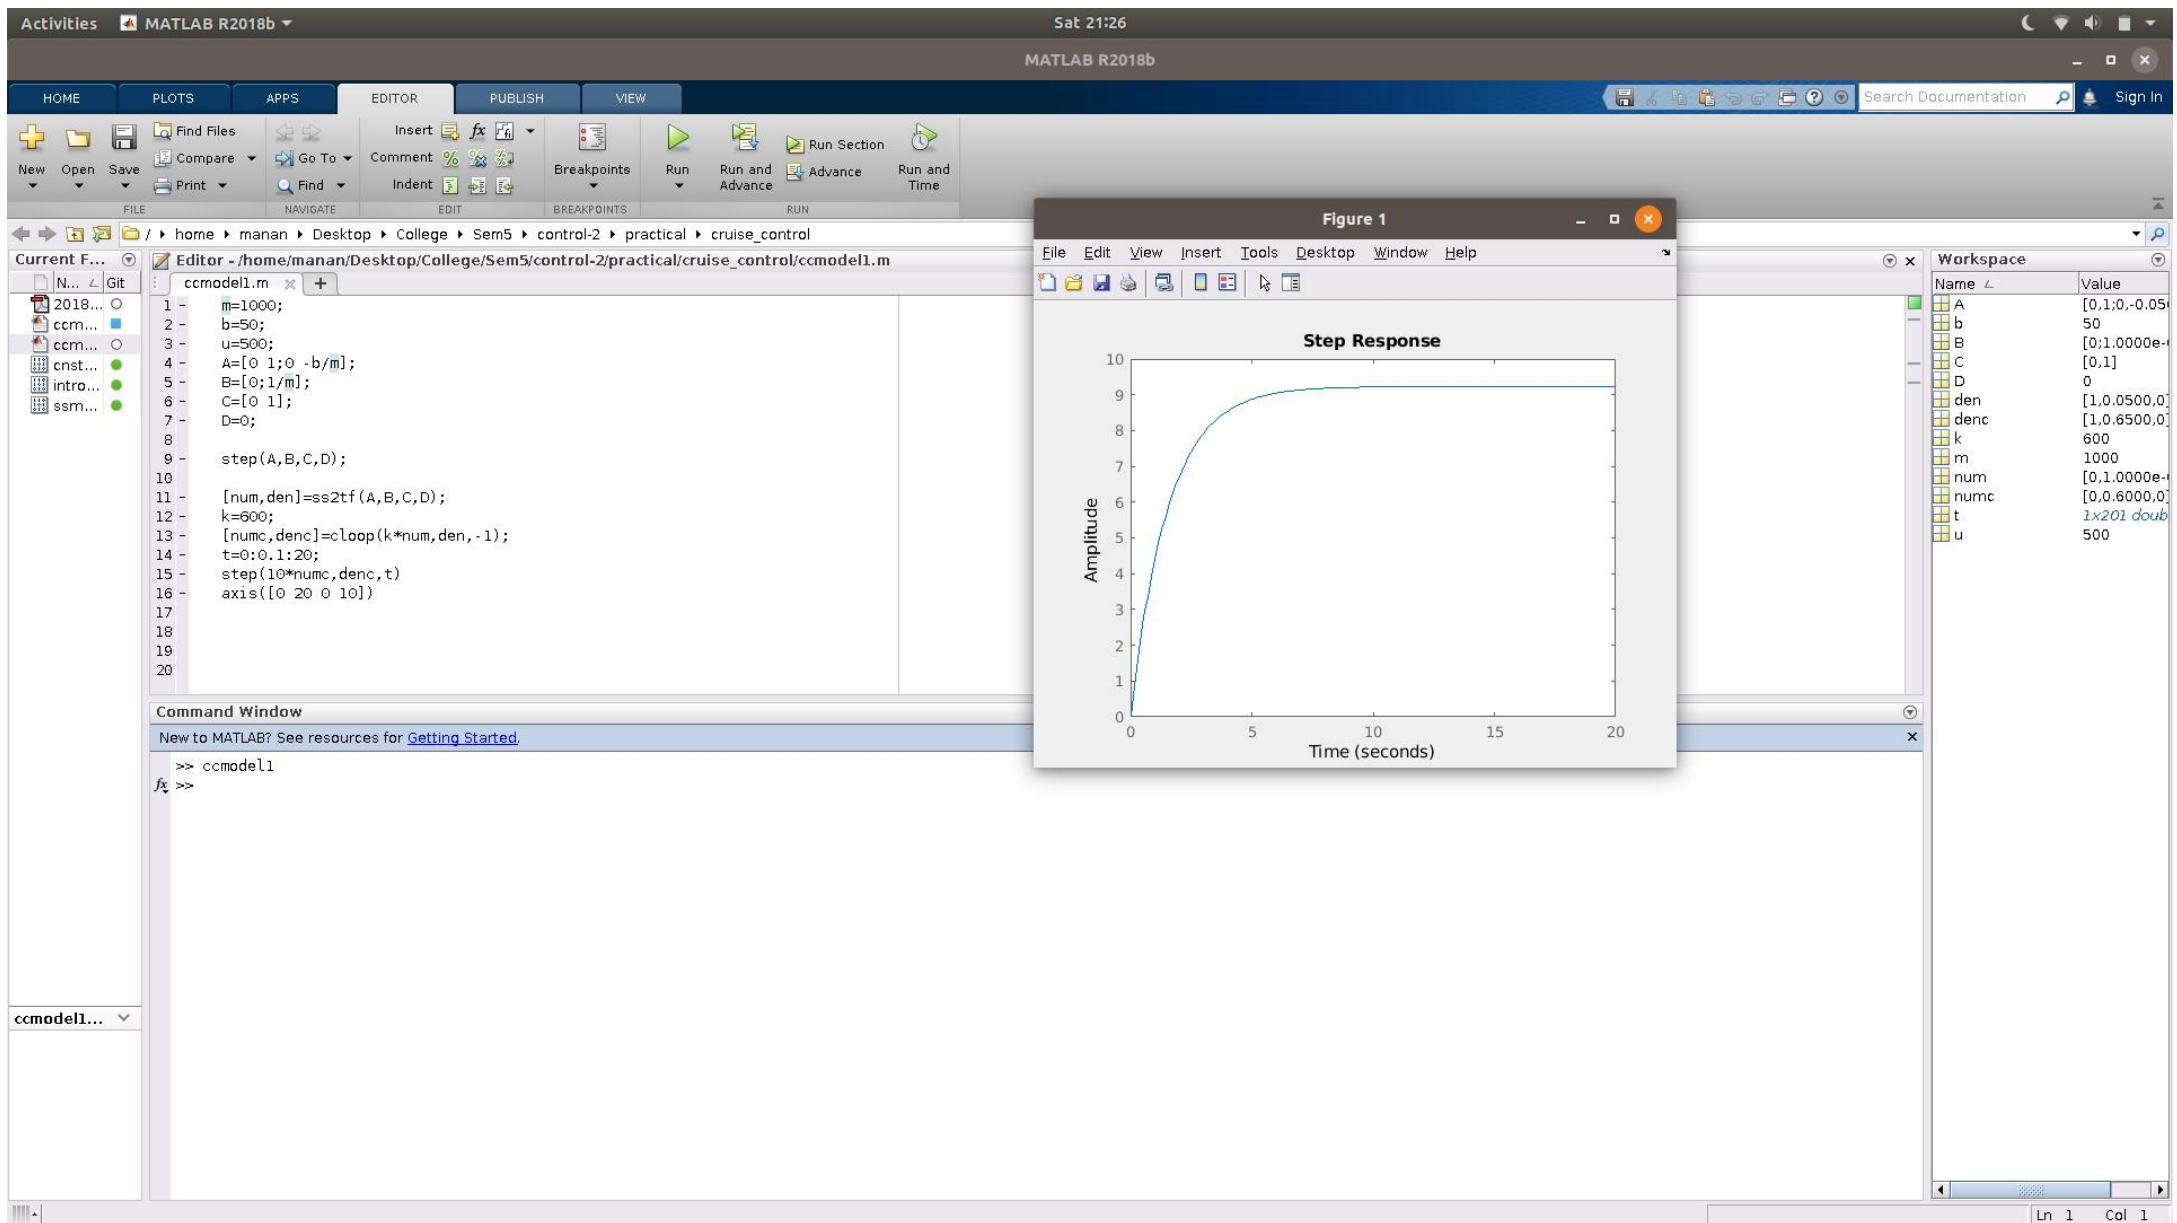 Activities MATLAB R2018b Sat 21:26
MATLAB R2018b
HOME PLOTS APPS EDITOR PUBLISH VIEW Search Documentation Sign In
Find Files Insert fx
Compare Go To Comment Run Section
New Open Save Breakpoints Run Run and Advance Advance Run and Time
Print Find Indent
FILE NAVIGATE EDIT BREAKPOINTS RUN
/ home manan Desktop College Sem5 control-2 practical cruise_control
Current F...
N... Git
2018...
ccm...
ccm...
cnst...
intro...
ssm...
ccmodel1...
Editor - /home/manan/Desktop/College/Sem5/control-2/practical/cruise_control/ccmodel1.m
ccmodel1.m +
1 - m=1000;
2 - b=50;
3 - u=500;
4 - A=[0 1;0 -b/m];
5 - B=[0;1/m];
6 - C=[0 1];
7 - D=0;
8
9 - step(A,B,C,D);
10
11 - [num,den]=ss2tf(A,B,C,D);
12 - k=600;
13 - [numc,denc]=cloop(k*num,den,-1);
14 - t=0:0.1:20;
15 - step(10*numc,denc,t)
16 - axis([0 20 0 10])
17
18
19
20
Command Window
New to MATLAB? See resources for Getting Started.
>> ccmodel1
fx >>
Figure 1
File Edit View Insert Tools Desktop Window Help
Step Response
Amplitude
10
9
8
7
6
5
4
3
2
1
0
0 5 10 15 20
Time (seconds)
Workspace
Name Value
A [0,1;0,-0.05
b 50
B [0;1.0000e-
C [0,1]
D 0
den [1,0.0500,0]
denc [1,0.6500,0]
k 600
m 1000
num [0,1.0000e-
numc [0,0.6000,0]
t 1x201 doub
u 500
Ln 1 Col 1